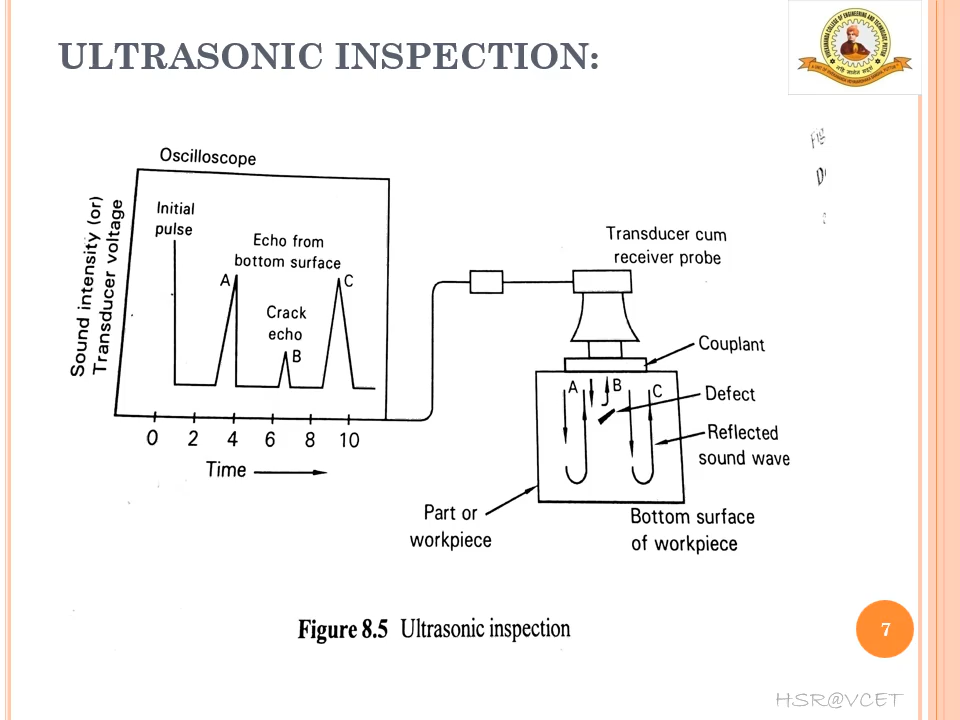 ULTRASONIC INSPECTION:
Oscilloscope
Sound intensity (or)
Transducer voltage
Initial
pulse
Echo from
bottom surface
A
C
Crack
echo
B
0 2 4 6 8 10
Time
Transducer cum
receiver probe
Couplant
A
B
C
Defect
Reflected
sound wave
Part or
workpiece
Bottom surface
of workpiece
Figure 8.5 Ultrasonic inspection
7
HSR@VCET